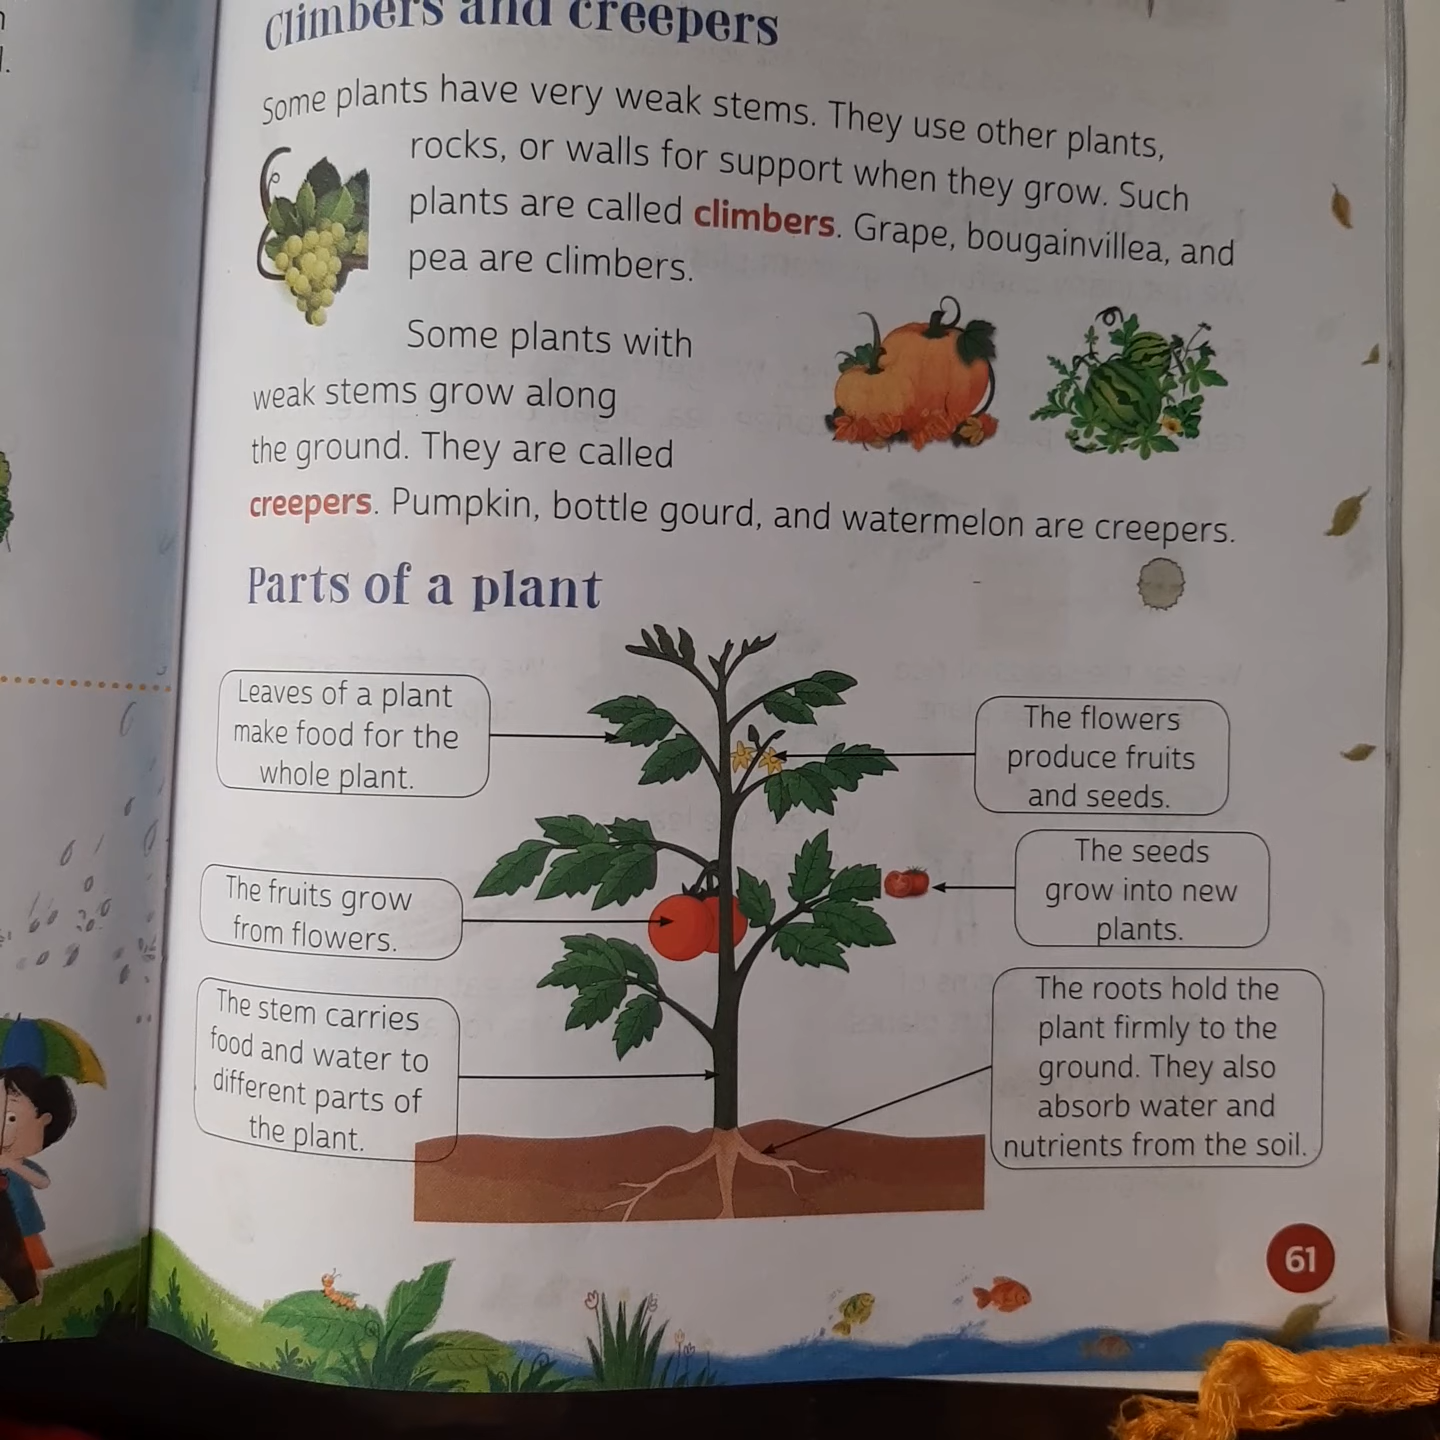 Climbers and creepers
Some plants have very weak stems. They use other plants,
rocks, or walls for support when they grow. Such
plants are called climbers. Grape, bougainvillea, and
pea are climbers.
Some plants with
weak stems grow along
the ground. They are called
creepers. Pumpkin, bottle gourd, and watermelon are creepers.
Parts of a plant
Leaves of a plant
make food for the
whole plant.
The flowers
produce fruits
and seeds.
The fruits grow
from flowers.
The seeds
grow into new
plants.
The stem carries
food and water to
different parts of
the plant.
The roots hold the
plant firmly to the
ground. They also
absorb water and
nutrients from the soil.
61